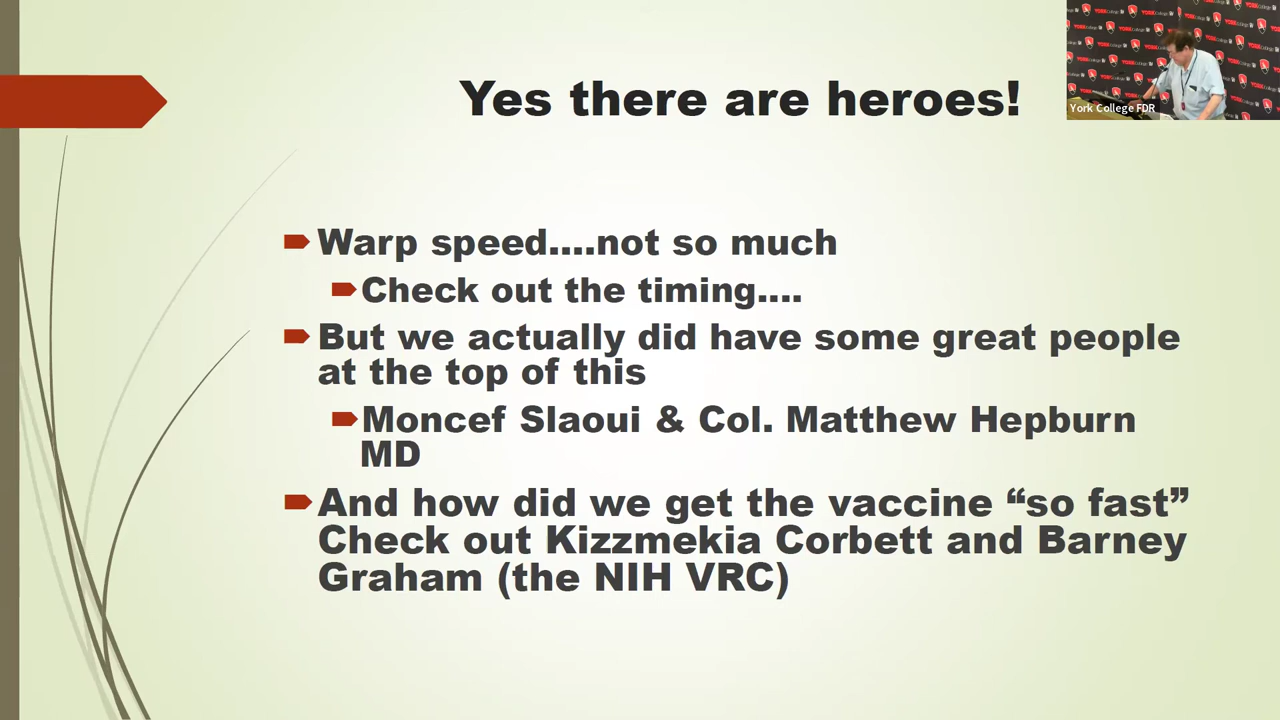 Yes there are heroes!
York College FDR
Warp speed....not so much
Check out the timing....
But we actually did have some great people
at the top of this
Moncef Slaoui & Col. Matthew Hepburn
MD
And how did we get the vaccine “so fast”
Check out Kizzmekia Corbett and Barney
Graham (the NIH VRC)